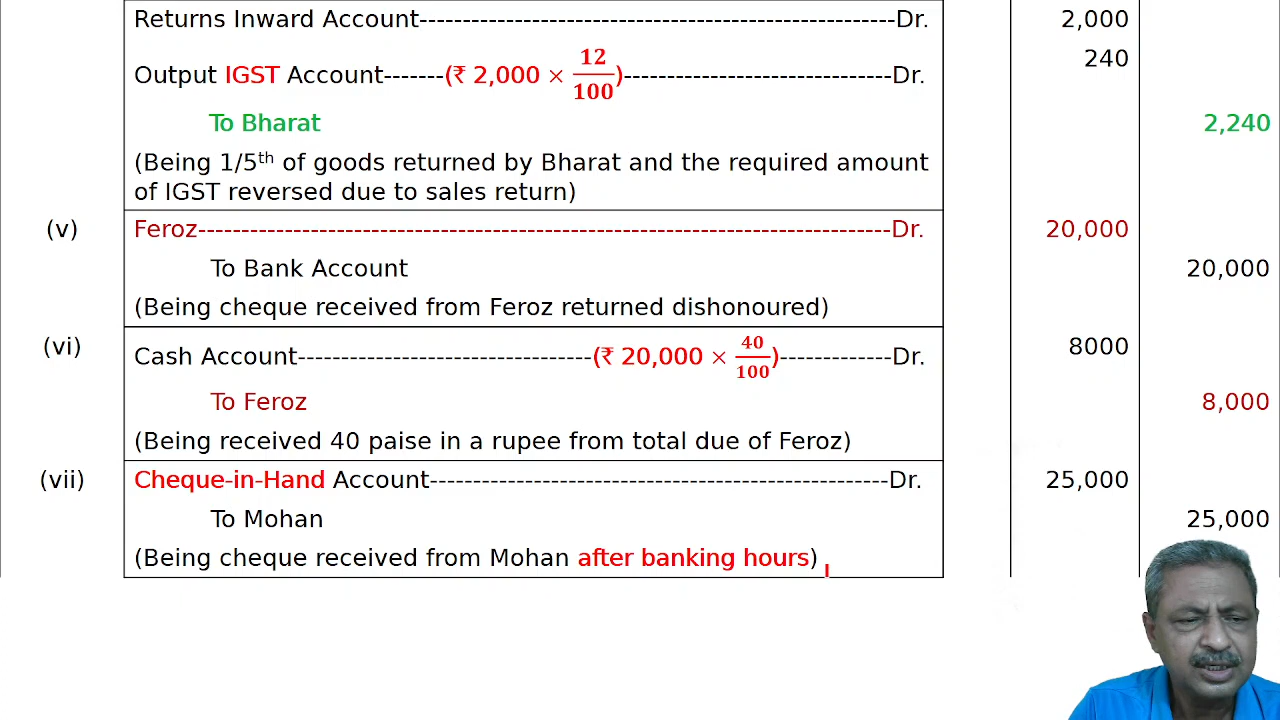 Returns Inward Account-------------------------------------------------------Dr. 2,000
Output IGST Account-------(₹ 2,000 × 12/100)-------------------------------Dr. 240
To Bharat 2,240
(Being 1/5th of goods returned by Bharat and the required amount
of IGST reversed due to sales return)
(v) Feroz--------------------------------------------------------------------------------Dr. 20,000
To Bank Account 20,000
(Being cheque received from Feroz returned dishonoured)
(vi) Cash Account----------------------------------(₹ 20,000 × 40/100)-------------Dr. 8000
To Feroz 8,000
(Being received 40 paise in a rupee from total due of Feroz)
(vii) Cheque-in-Hand Account-----------------------------------------------------Dr. 25,000
To Mohan 25,000
(Being cheque received from Mohan after banking hours)